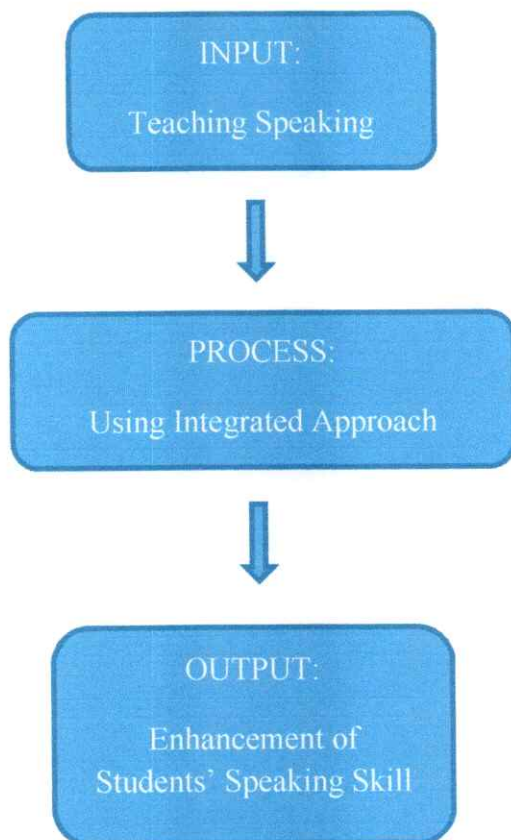 INPUT:
Teaching Speaking
PROCESS:
Using Integrated Approach
OUTPUT:
Enhancement of
Students’ Speaking Skill